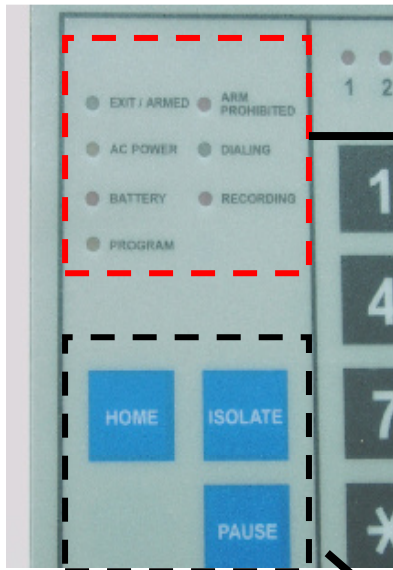 EXIT / ARMED
ARM PROHIBITED
AC POWER
DIALING
BATTERY
RECORDING
PROGRAM
1 2
1
4
7
*
HOME
ISOLATE
PAUSE